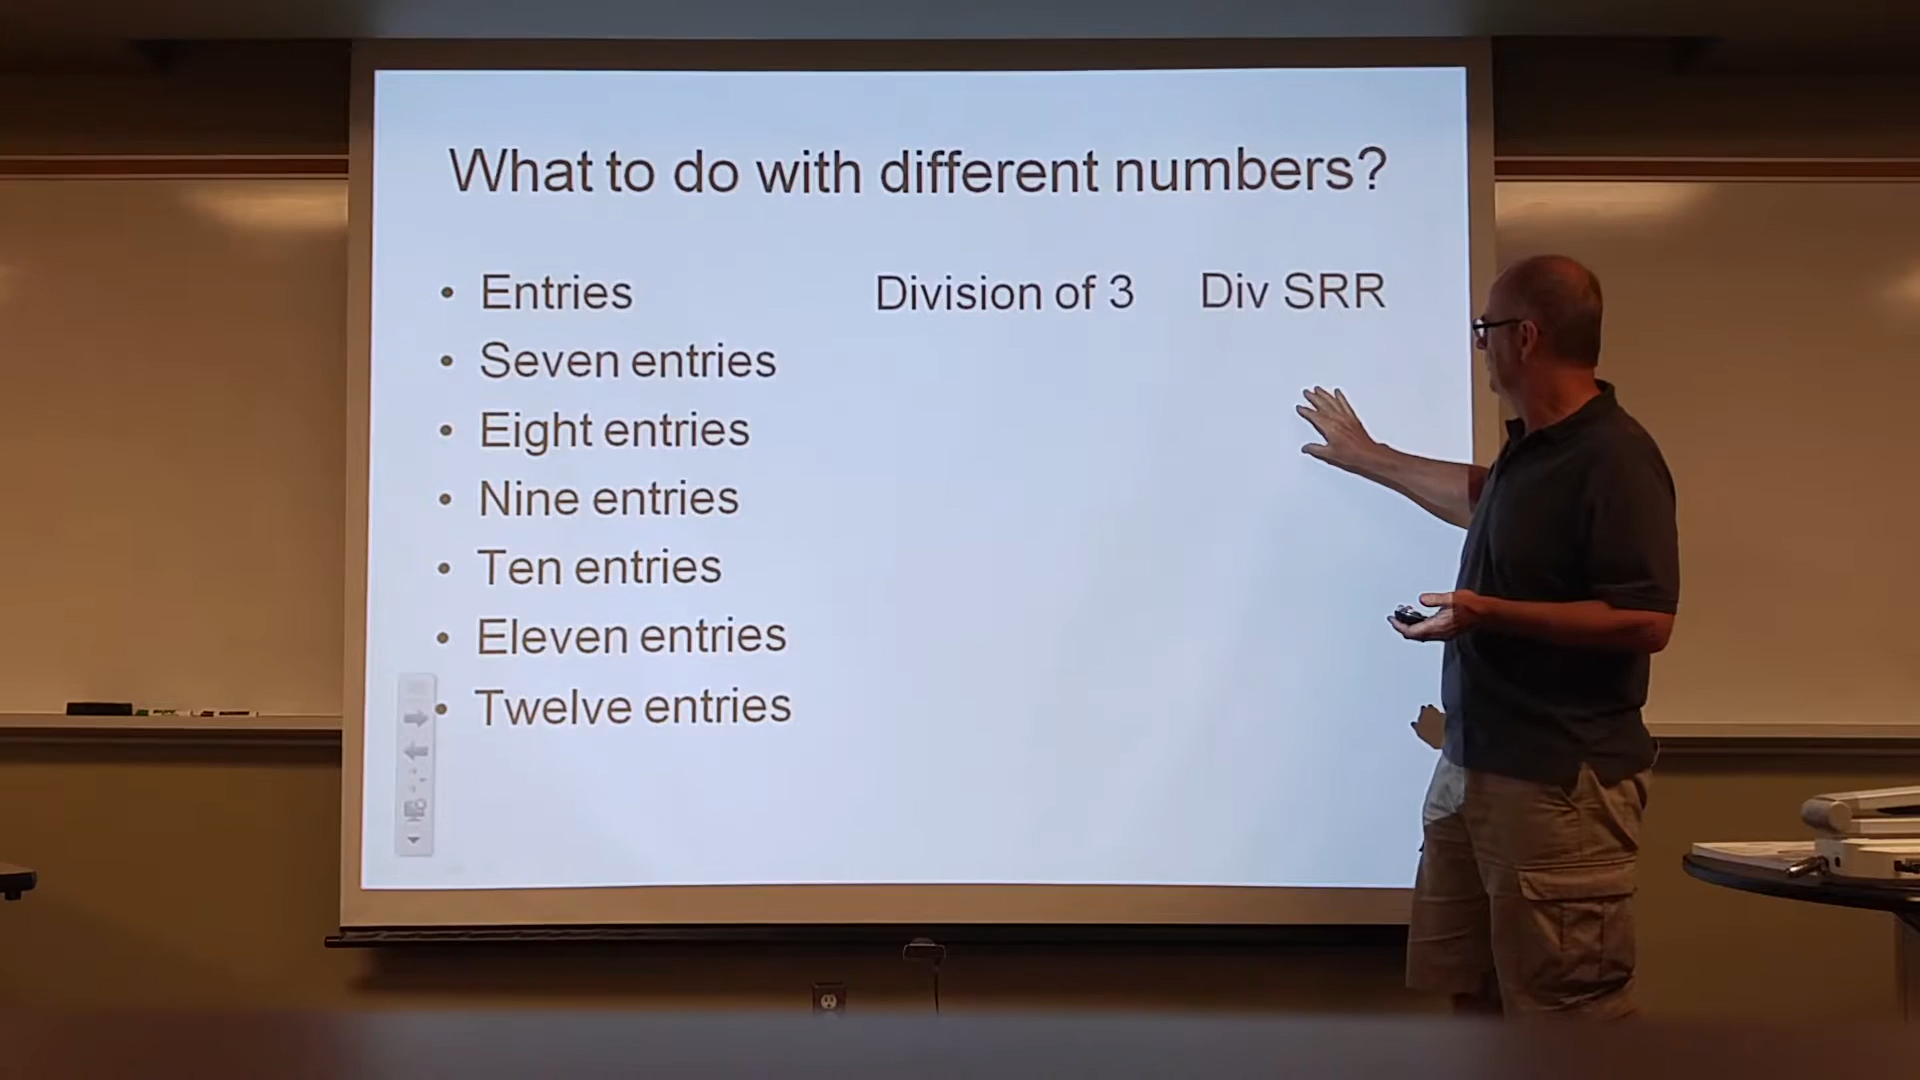 What to do with different numbers?
• Entries Division of 3 Div SRR
• Seven entries
• Eight entries
• Nine entries
• Ten entries
• Eleven entries
• Twelve entries